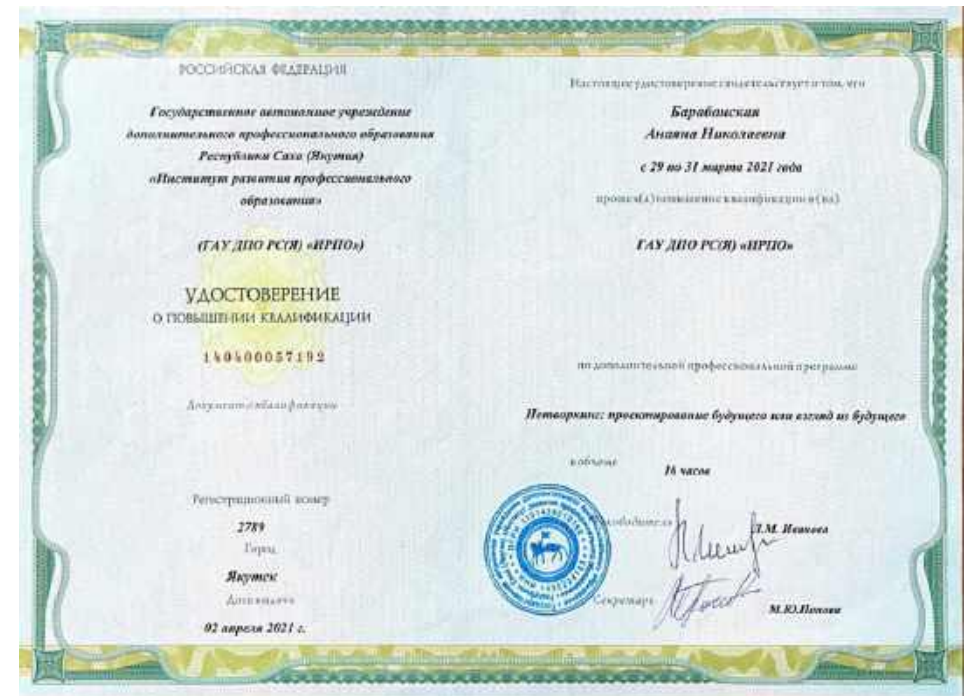 РОССИЙСКАЯ ФЕДЕРАЦИЯ
Государственное автономное учреждение
дополнительного профессионального образования
Республики Саха (Якутия)
«Институт развития профессионального
образования»
(ГАУ ДПО РС(Я) «ИРПО»)
УДОСТОВЕРЕНИЕ
О ПОВЫШЕНИИ КВАЛИФИКАЦИИ
140400057192
Документ о квалификации
Регистрационный номер
2789
Город
Якутск
Дата выдачи
02 апреля 2021 г.
Настоящее удостоверение свидетельствует о том, что
Барабанская
Николаевна
с 29 по 31 марта 2021 года
прошел(а) повышение квалификации в (на)
ГАУ ДПО РС(Я) «ИРПО»
по дополнительной профессиональной программе
Нетворкинг: проектирование будущего или взгляд из будущего
в объеме
16 часов
Руководитель
Л.М. Иванова
Секретарь
М.Ю.Попова